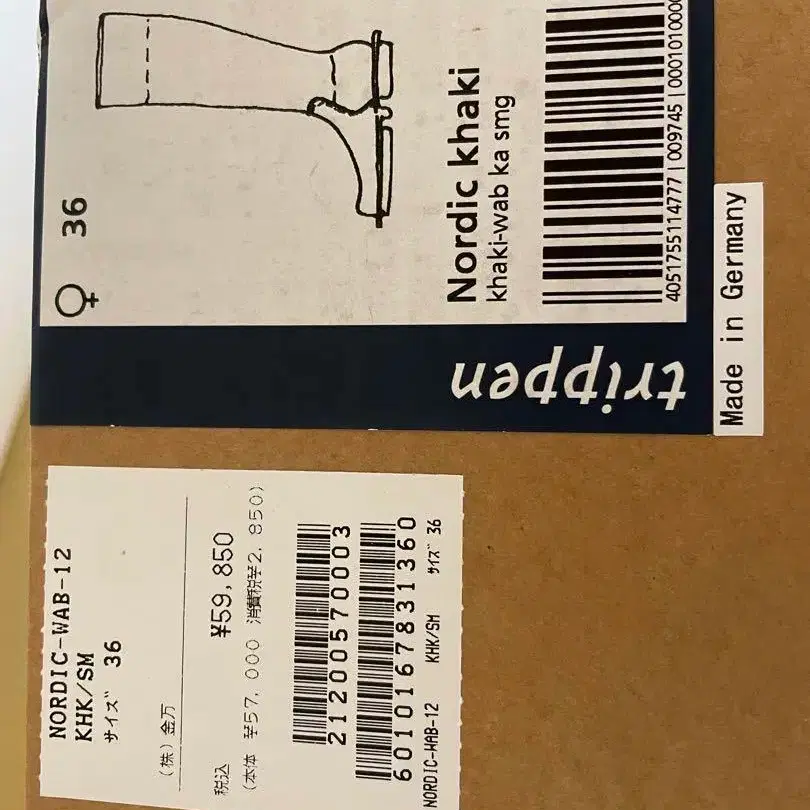 ♀ 36
Nordic khaki
khaki-wab ka smg
4051755114777 | 009745 | 0001010000
trippen
Made in Germany
NORDIC-WAB-12
KHK/SM
サイズ 36
(株)金万
税込 ¥59,850
(本体 ¥57,000 消費税¥2,850)
21200570003
6010167831360
NORDIC-WAB-12 KHK/SM サイズ 36